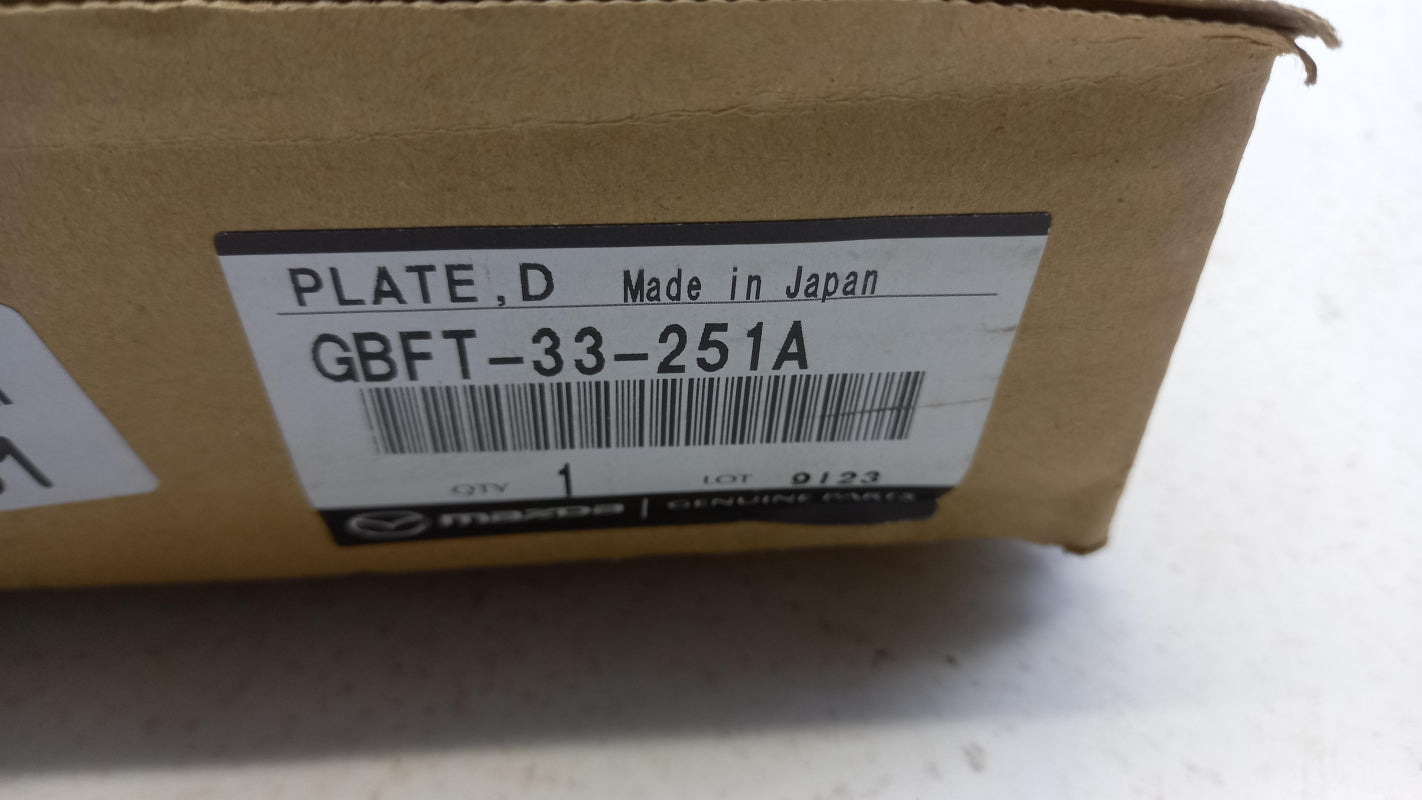 PLATE,D Made in Japan
GBFT-33-251A
QTY 1 LOT 9123
mazda | GENUINE PARTS